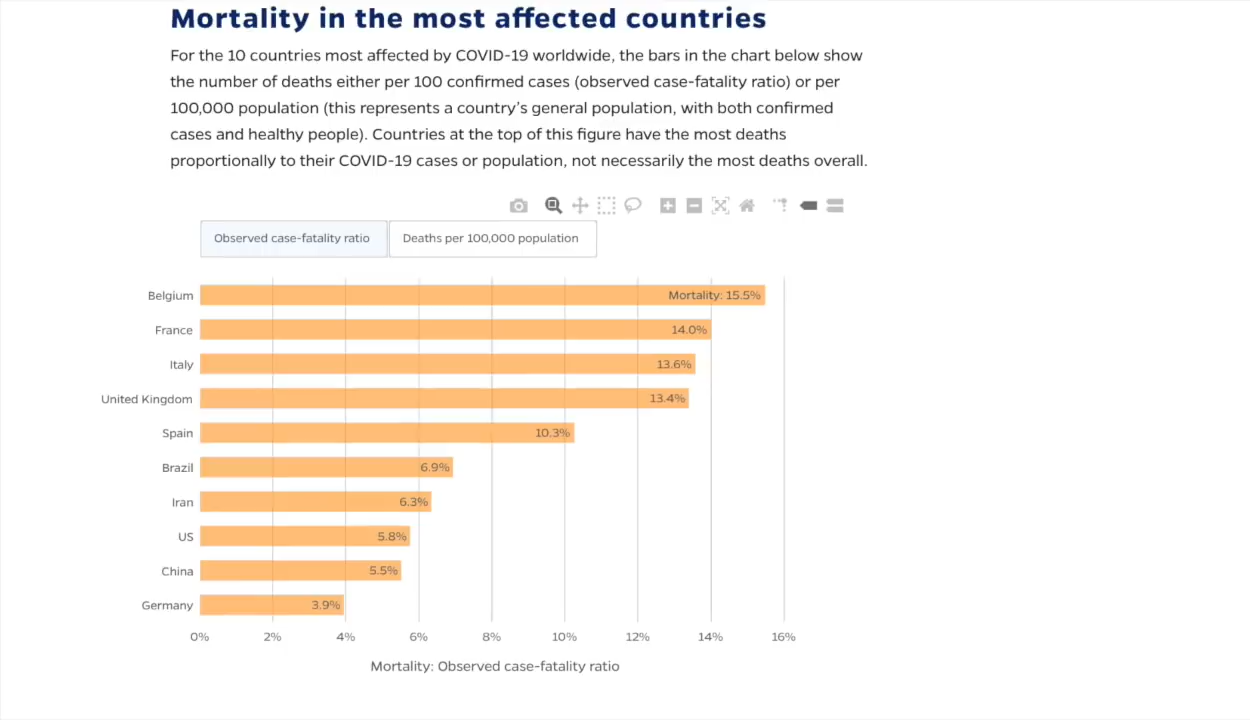 Mortality in the most affected countries
For the 10 countries most affected by COVID-19 worldwide, the bars in the chart below show
the number of deaths either per 100 confirmed cases (observed case-fatality ratio) or per
100,000 population (this represents a country's general population, with both confirmed
cases and healthy people). Countries at the top of this figure have the most deaths
proportionally to their COVID-19 cases or population, not necessarily the most deaths overall.
Observed case-fatality ratio Deaths per 100,000 population
Belgium Mortality: 15.5%
France 14.0%
Italy 13.6%
United Kingdom 13.4%
Spain 10.3%
Brazil 6.9%
Iran 6.3%
US 5.8%
China 5.5%
Germany 3.9%
0% 2% 4% 6% 8% 10% 12% 14% 16%
Mortality: Observed case-fatality ratio